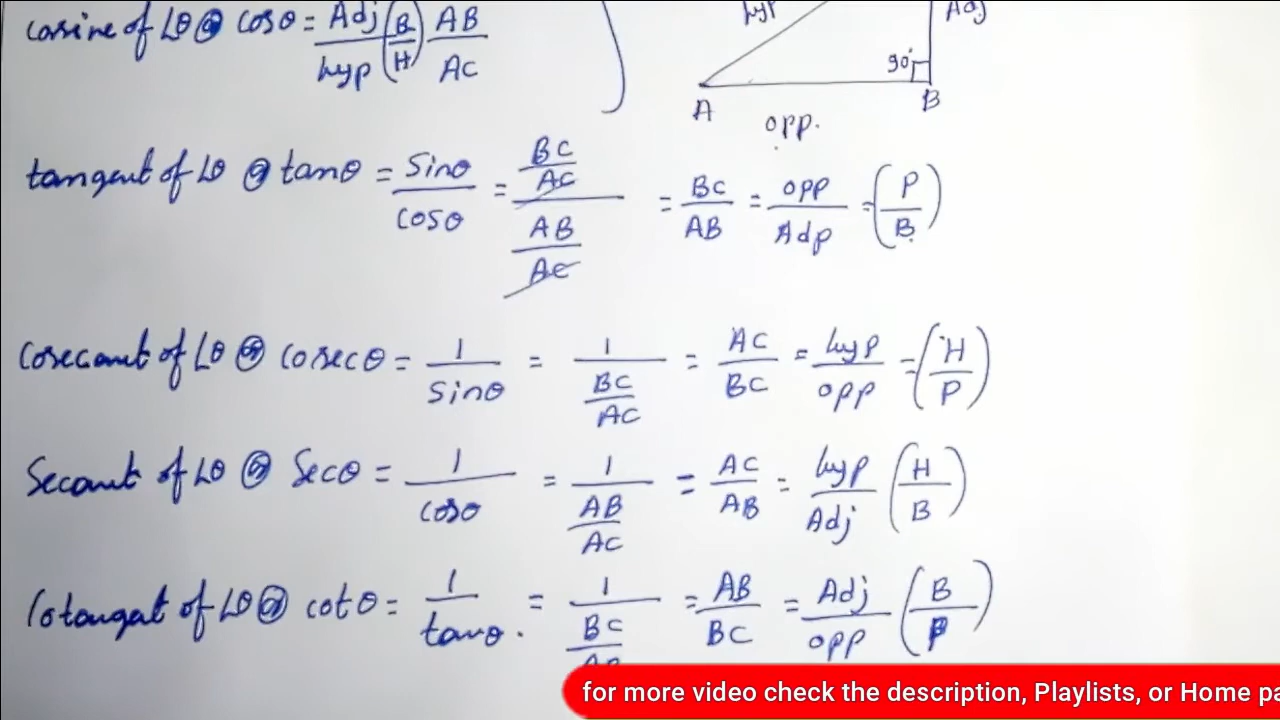 cosine of ∠θ @ cosθ = Adj/hyp (B/H) AB/AC
hyp
Adj
90°
A
B
opp.
tangent of ∠θ @ tanθ = Sinθ/cosθ = (BC/AC)/(AB/AC) = BC/AB = opp/Adp = (P/B)
Cosecant of ∠θ @ cosecθ = 1/Sinθ = 1/(BC/AC) = AC/BC = hyp/opp = (H/P)
Secant of ∠θ @ Secθ = 1/cosθ = 1/(AB/AC) = AC/AB = hyp/Adj (H/B)
Cotangat of ∠θ @ cotθ = 1/tanθ. = 1/(BC/AB) = AB/BC = Adj/opp (B/P)
for more video check the description, Playlists, or Home pa